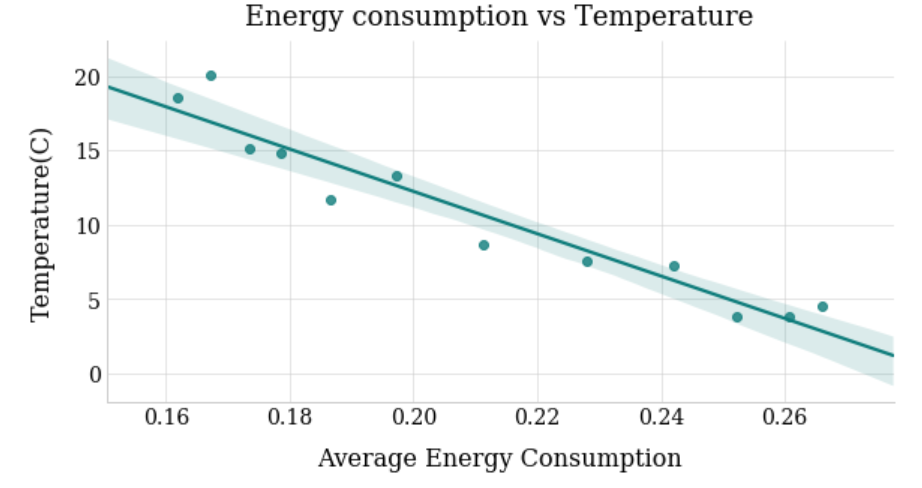 Energy consumption vs Temperature
Temperature(C)
20
15
10
5
0
0.16 0.18 0.20 0.22 0.24 0.26
Average Energy Consumption